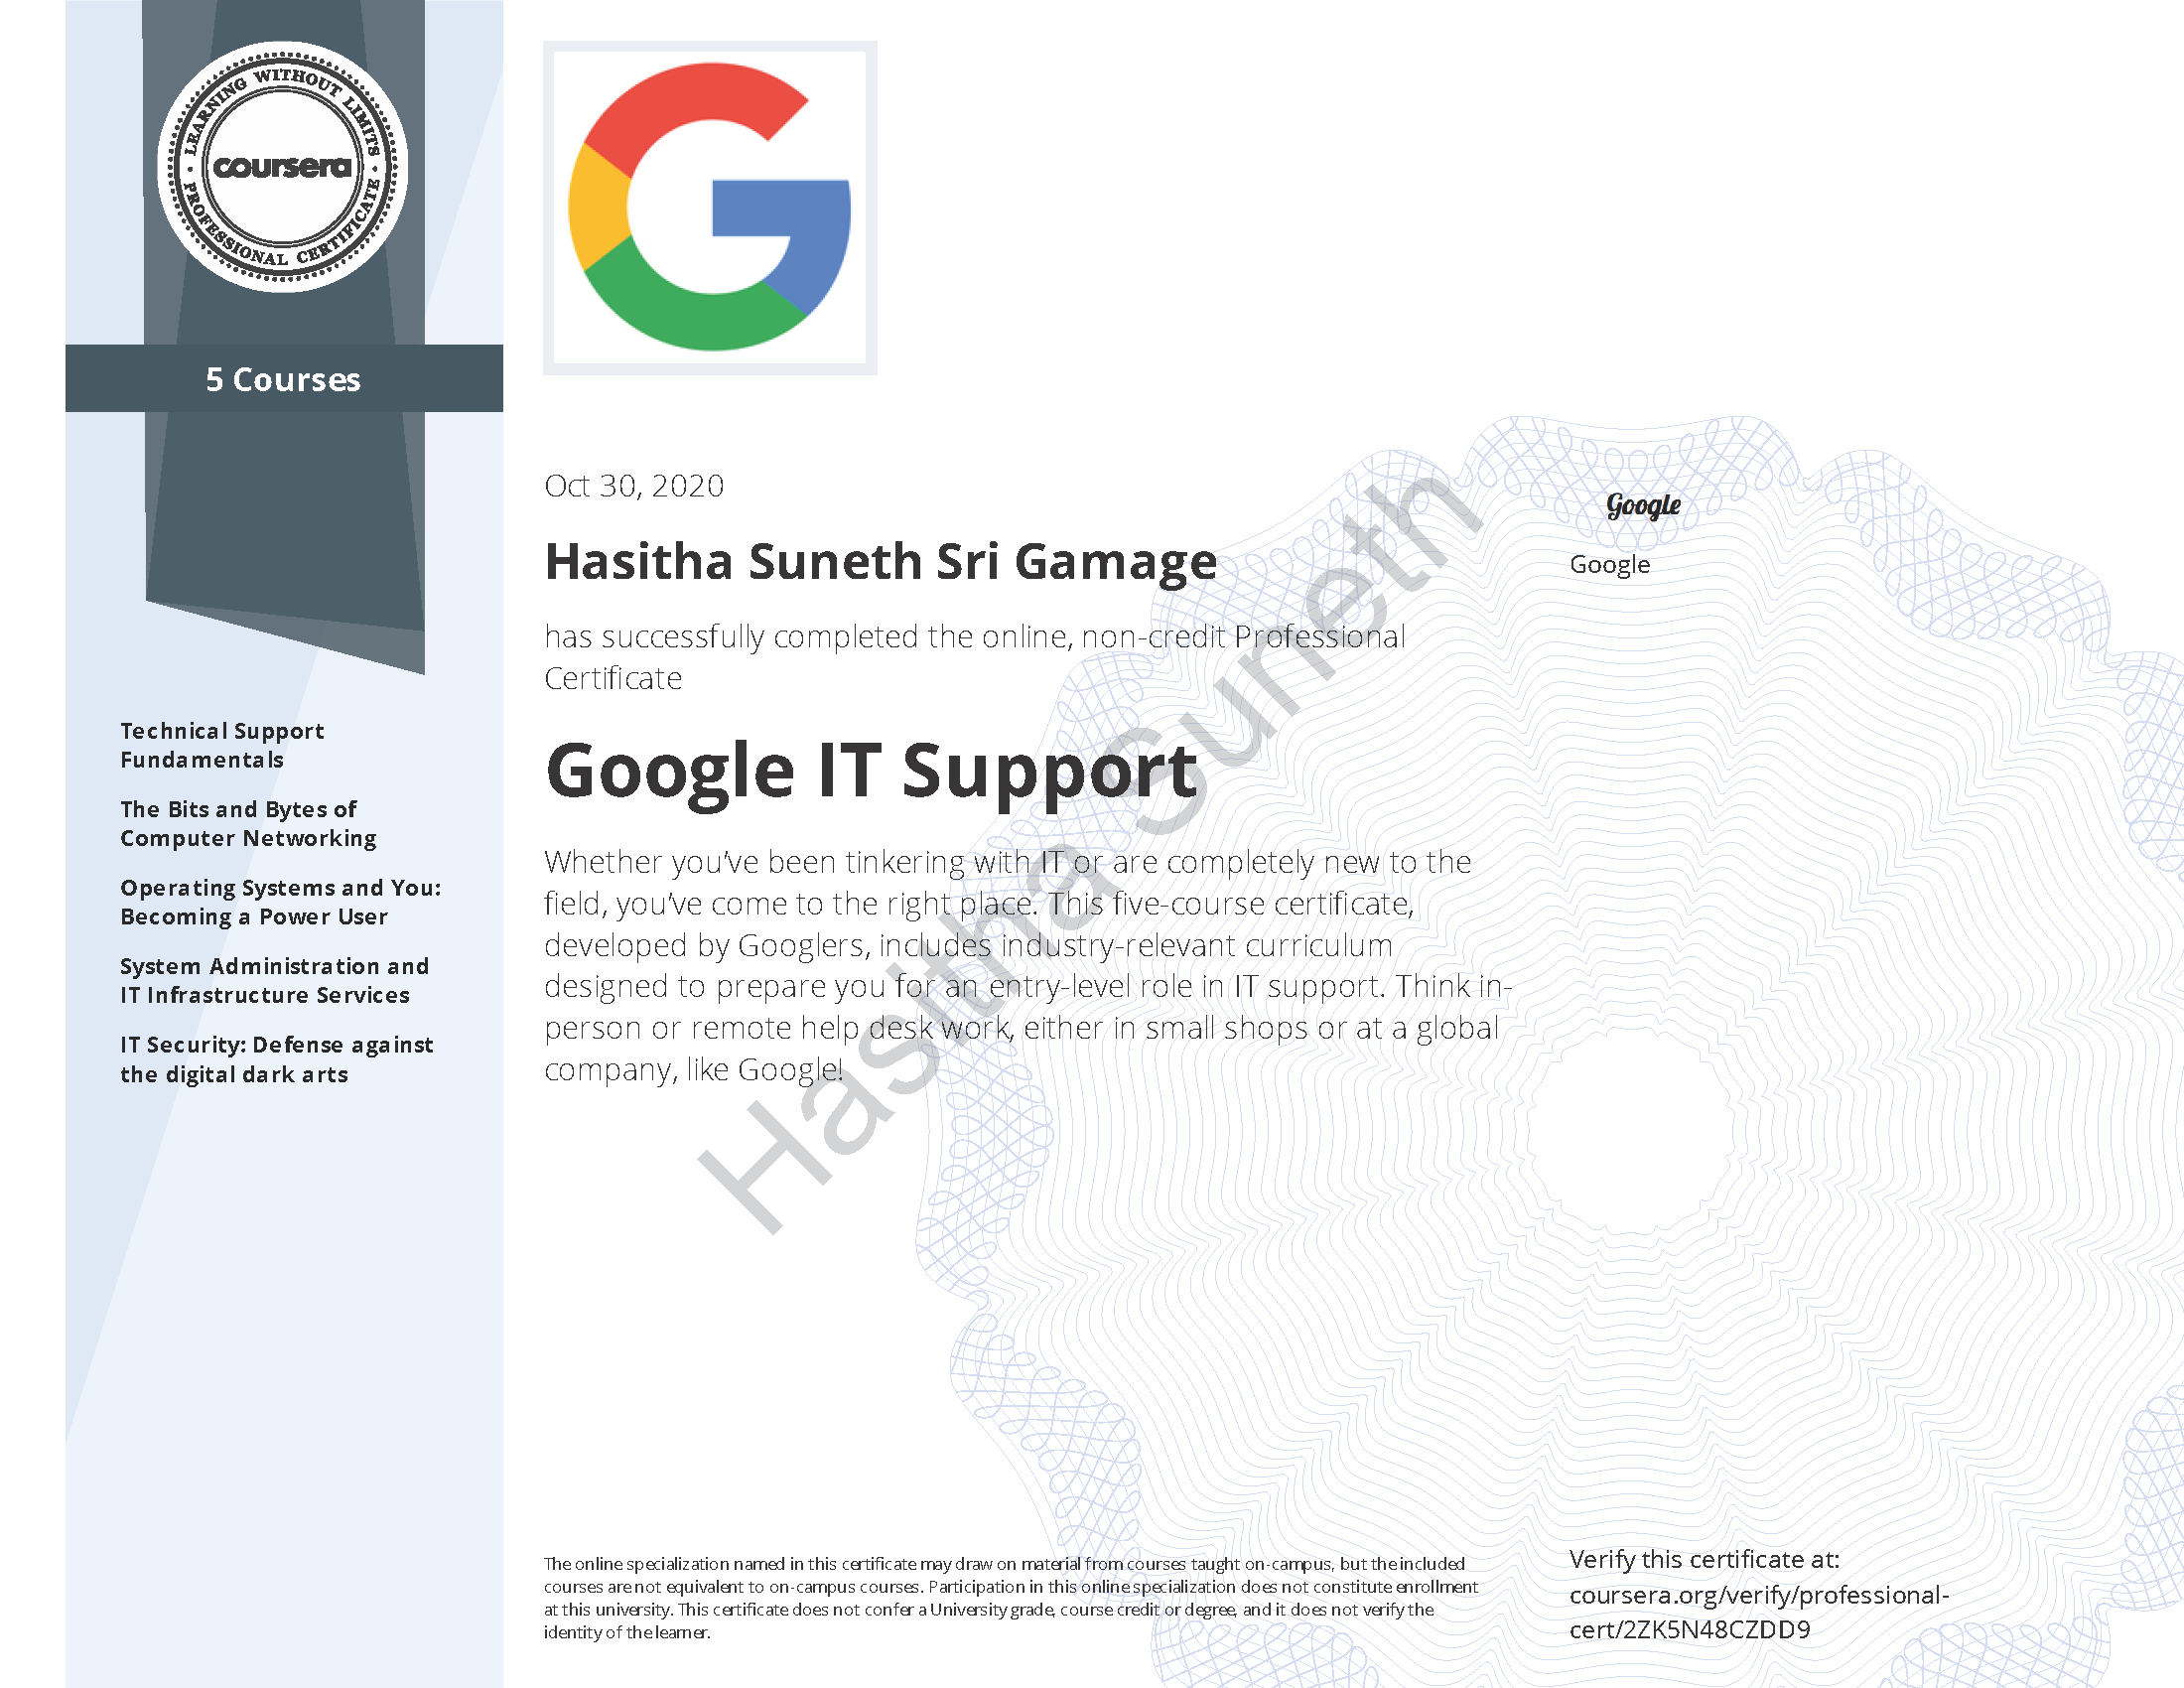 LEARNING WITHOUT LIMITS
coursera
PROFESSIONAL CERTIFICATE
5 Courses
Technical Support
Fundamentals
The Bits and Bytes of
Computer Networking
Operating Systems and You:
Becoming a Power User
System Administration and
IT Infrastructure Services
IT Security: Defense against
the digital dark arts
Oct 30, 2020
Hasitha Suneth Sri Gamage
has successfully completed the online, non-credit Professional
Certificate
Google IT Support
Whether you’ve been tinkering with IT or are completely new to the
field, you’ve come to the right place. This five-course certificate,
developed by Googlers, includes industry-relevant curriculum
designed to prepare you for an entry-level role in IT support. Think in-
person or remote help desk work, either in small shops or at a global
company, like Google!
Hasitha Suneth
Google
Google
The online specialization named in this certificate may draw on material from courses taught on-campus, but the included
courses are not equivalent to on-campus courses. Participation in this online specialization does not constitute enrollment
at this university. This certificate does not confer a University grade, course credit or degree, and it does not verify the
identity of the learner.
Verify this certificate at:
coursera.org/verify/professional-
cert/2ZK5N48CZDD9